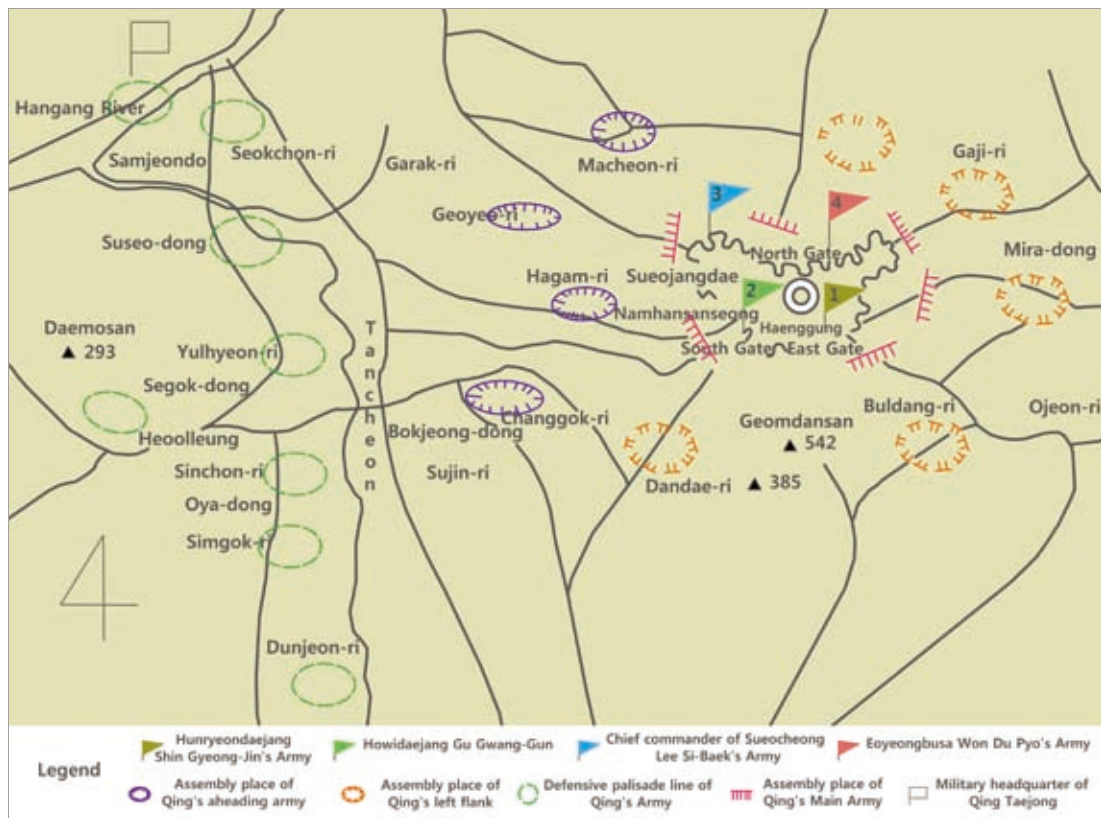 Hangang River
Samjeondo
Seokchon-ri
Garak-ri
Macheon-ri
Gaji-ri
Geoyeo-ri
3
4
Suseo-dong
North Gate
Mira-dong
Hagam-ri
Sueojangdae
2
1
Namhansanseong
Haenggung
Daemosan
293
Yulhyeon-ri
South Gate
East Gate
Segok-dong
Tancheon
Heoolleung
Bokjeong-dong
Changgok-ri
Geomdansan
542
Buldang-ri
Ojeon-ri
Sinchon-ri
Sujin-ri
Dandae-ri
385
Oya-dong
Simgok-ri
4
Dunjeon-ri
Legend
Hunryeondaejang
Shin Gyeong-Jin's Army
Howidaejang Gu Gwang-Gun
Chief commander of Sueocheong
Lee Si-Baek's Army
Eoyeongbusa Won Du Pyo's Army
Assembly place of
Qing's aheading army
Assembly place of
Qing's left flank
Defensive palisade line of
Qing's Army
Assembly place of
Qing's Main Army
Military headquarter of
Qing Taejong